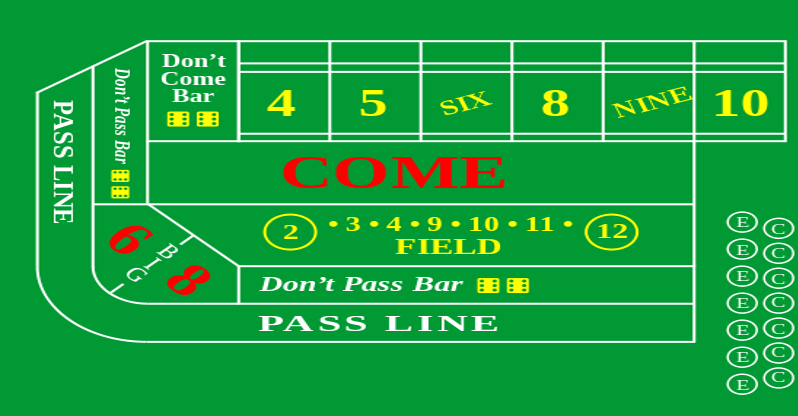 Don't
Come
Bar
4
5
SIX
8
NINE
10
PASS LINE
Don't Pass Bar
COME
2
• 3 • 4 • 9 • 10 • 11 •
12
FIELD
6
BIG
8
Don't Pass Bar
PASS LINE
E
C
E
C
E
C
E
C
E
C
E
C
E
C